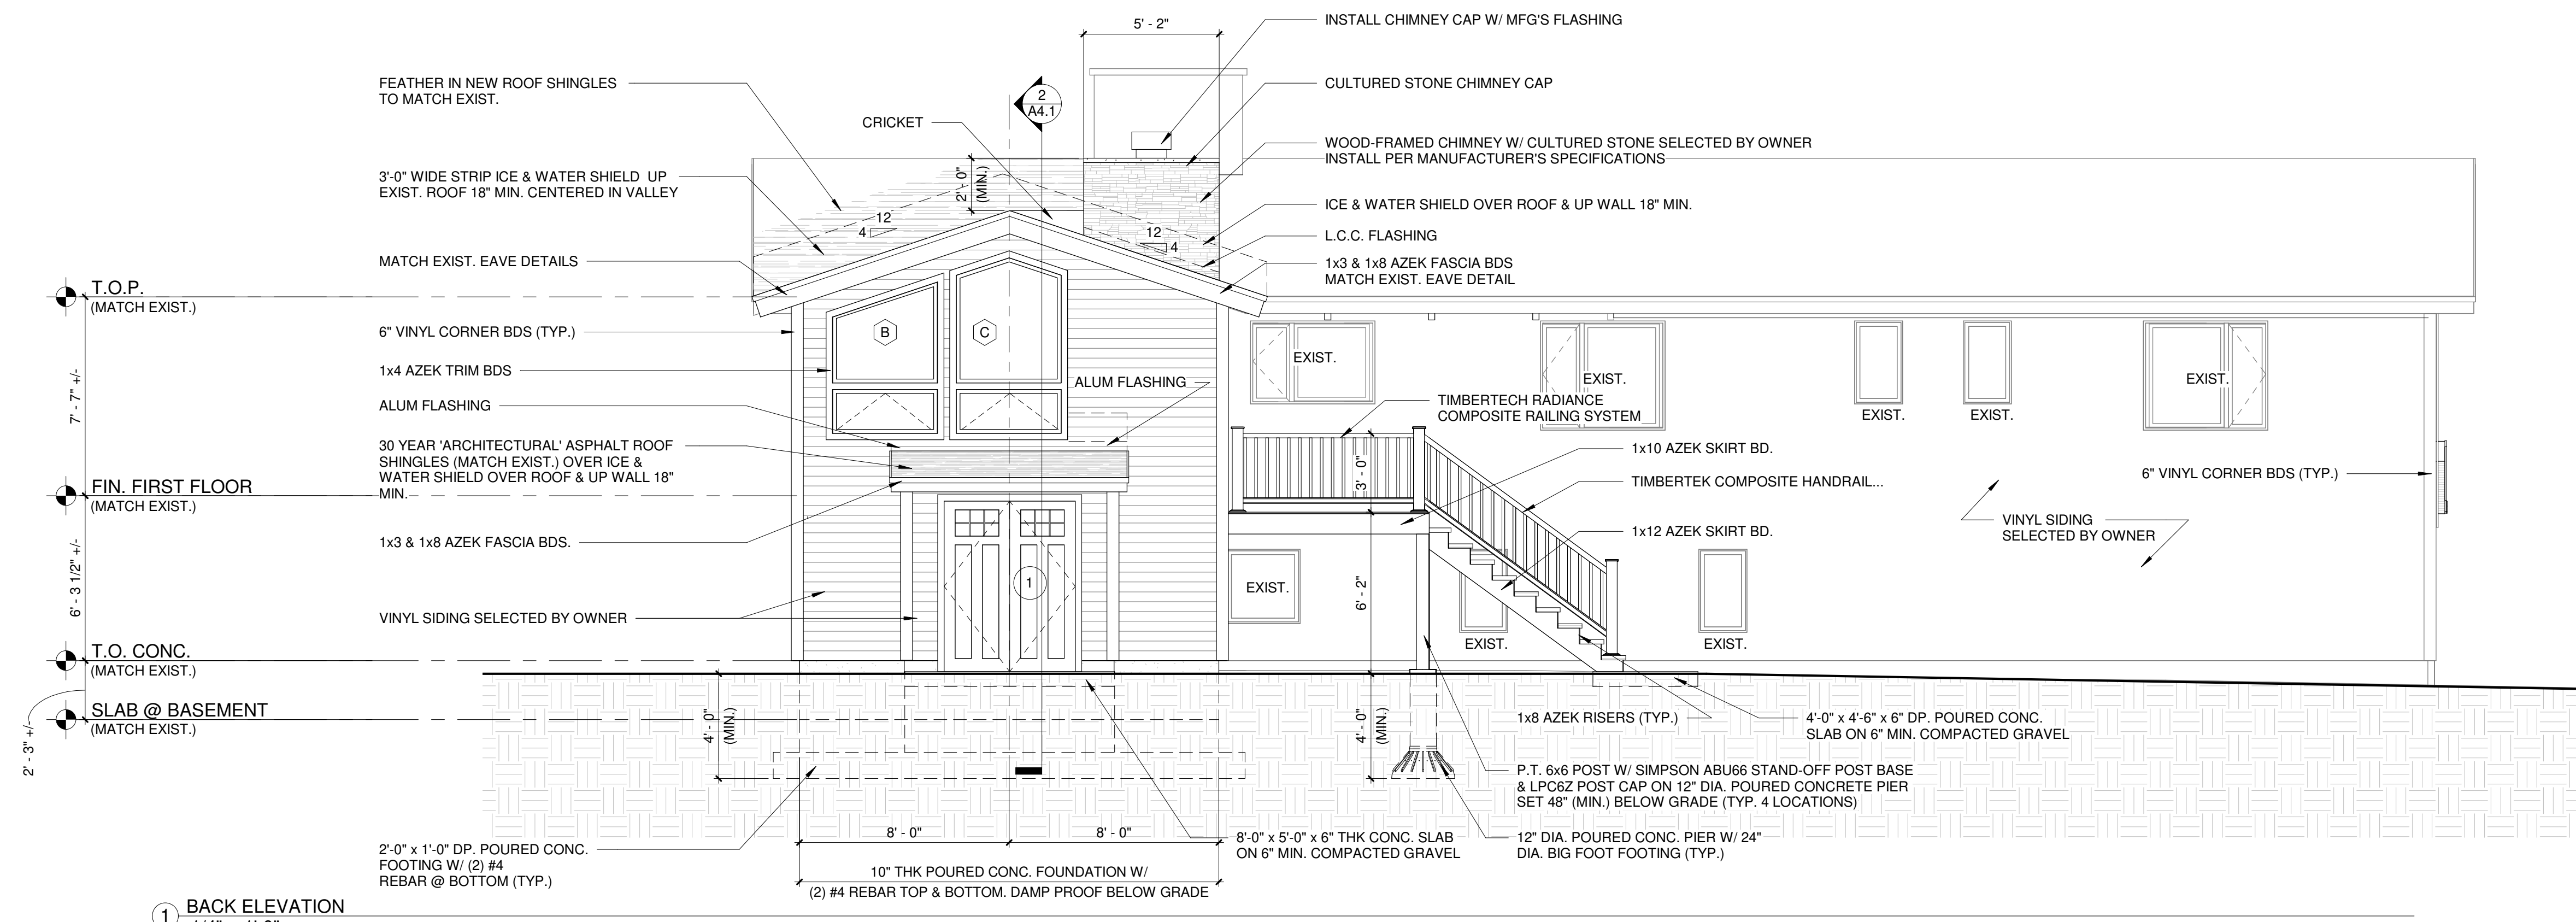 5' - 2"
INSTALL CHIMNEY CAP W/ MFG'S FLASHING
FEATHER IN NEW ROOF SHINGLES
TO MATCH EXIST.
CULTURED STONE CHIMNEY CAP
2
A4.1
CRICKET
WOOD-FRAMED CHIMNEY W/ CULTURED STONE SELECTED BY OWNER
INSTALL PER MANUFACTURER'S SPECIFICATIONS
3'-0" WIDE STRIP ICE & WATER SHIELD UP
EXIST. ROOF 18" MIN. CENTERED IN VALLEY
2' - 0"
(MIN.)
ICE & WATER SHIELD OVER ROOF & UP WALL 18" MIN.
12
4
12
4
L.C.C. FLASHING
MATCH EXIST. EAVE DETAILS
1x3 & 1x8 AZEK FASCIA BDS
MATCH EXIST. EAVE DETAIL
T.O.P.
(MATCH EXIST.)
6" VINYL CORNER BDS (TYP.)
B
C
EXIST.
EXIST.
EXIST.
EXIST.
EXIST.
1x4 AZEK TRIM BDS
ALUM FLASHING
7' - 7" +/-
ALUM FLASHING
TIMBERTECH RADIANCE
COMPOSITE RAILING SYSTEM
30 YEAR 'ARCHITECTURAL' ASPHALT ROOF
SHINGLES (MATCH EXIST.) OVER ICE &
WATER SHIELD OVER ROOF & UP WALL 18"
MIN.
1x10 AZEK SKIRT BD.
3' - 0"
FIN. FIRST FLOOR
(MATCH EXIST.)
TIMBERTEK COMPOSITE HANDRAIL...
6" VINYL CORNER BDS (TYP.)
1x3 & 1x8 AZEK FASCIA BDS.
1x12 AZEK SKIRT BD.
VINYL SIDING
SELECTED BY OWNER
6' - 3 1/2" +/-
1
EXIST.
6' - 2"
VINYL SIDING SELECTED BY OWNER
EXIST.
EXIST.
T.O. CONC.
(MATCH EXIST.)
SLAB @ BASEMENT
(MATCH EXIST.)
2' - 3" +/-
4' - 0"
(MIN.)
4' - 0"
(MIN.)
1x8 AZEK RISERS (TYP.)
4'-0" x 4'-6" x 6" DP. POURED CONC.
SLAB ON 6" MIN. COMPACTED GRAVEL
P.T. 6x6 POST W/ SIMPSON ABU66 STAND-OFF POST BASE
& LPC6Z POST CAP ON 12" DIA. POURED CONCRETE PIER
SET 48" (MIN.) BELOW GRADE (TYP. 4 LOCATIONS)
8' - 0"
8' - 0"
2'-0" x 1'-0" DP. POURED CONC.
FOOTING W/ (2) #4
REBAR @ BOTTOM (TYP.)
8'-0" x 5'-0" x 6" THK CONC. SLAB
ON 6" MIN. COMPACTED GRAVEL
12" DIA. POURED CONC. PIER W/ 24"
DIA. BIG FOOT FOOTING (TYP.)
10" THK POURED CONC. FOUNDATION W/
(2) #4 REBAR TOP & BOTTOM. DAMP PROOF BELOW GRADE
1
BACK ELEVATION